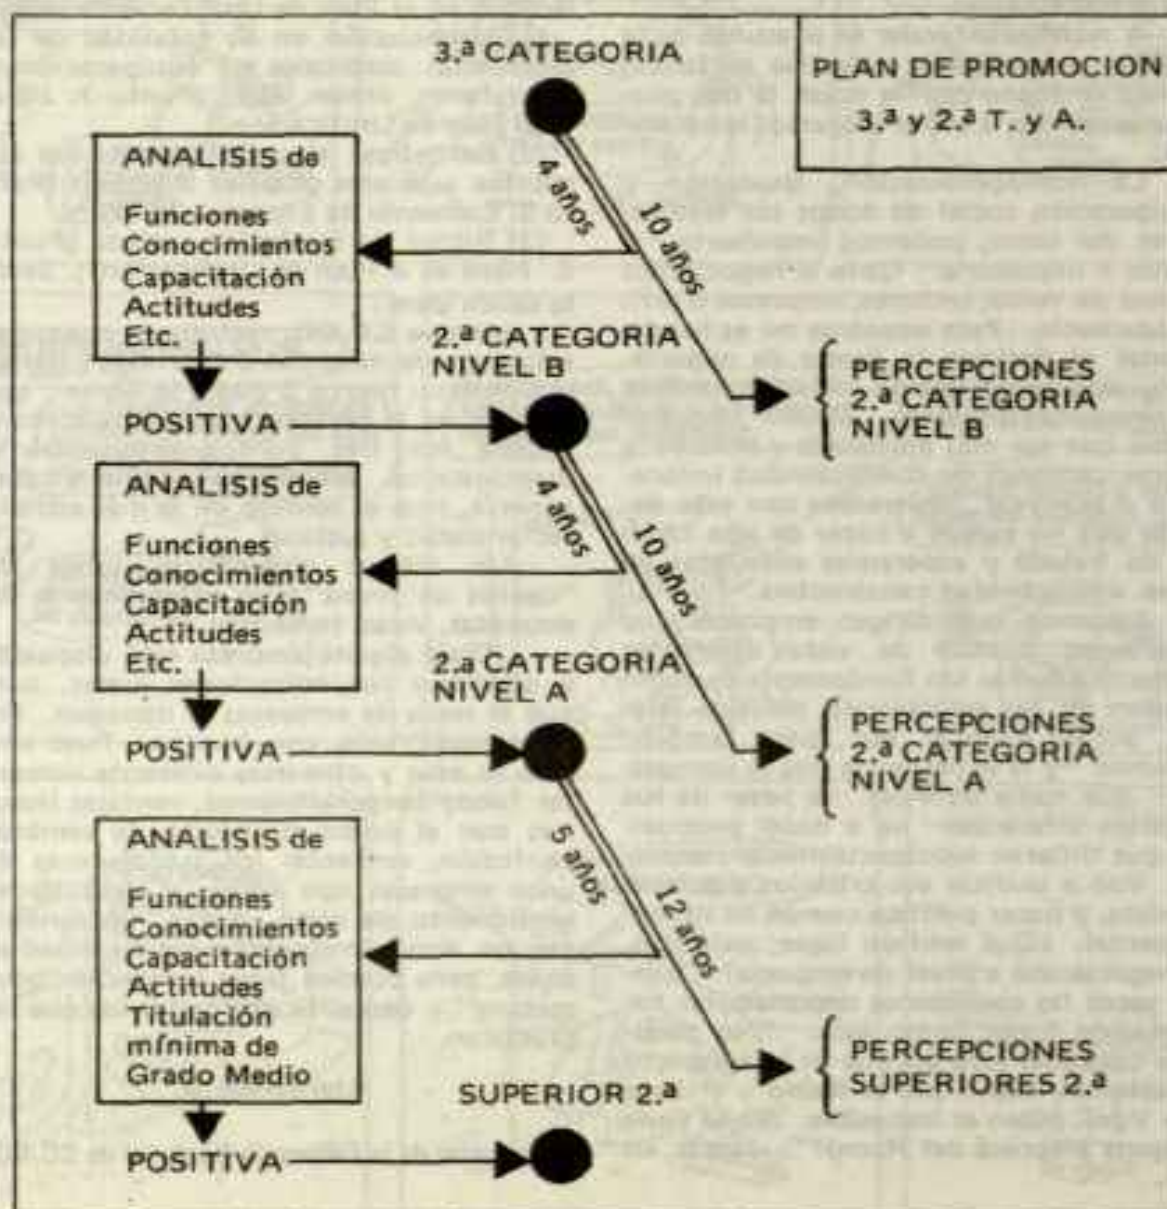 3.ª CATEGORIA
PLAN DE PROMOCION
3.ª y 2.ª T. y A.
ANALISIS de
Funciones
Conocimientos
Capacitación
Actitudes
Etc.
4 años
10 años
2.ª CATEGORIA
NIVEL B
PERCEPCIONES
2.ª CATEGORIA
NIVEL B
POSITIVA
ANALISIS de
Funciones
Conocimientos
Capacitación
Actitudes
Etc.
4 años
10 años
2.a CATEGORIA
NIVEL A
PERCEPCIONES
2.ª CATEGORIA
NIVEL A
POSITIVA
ANALISIS de
Funciones
Conocimientos
Capacitación
Actitudes
Titulación
mínima de
Grado Medio
5 años
12 años
SUPERIOR 2.ª
PERCEPCIONES
SUPERIORES 2.ª
POSITIVA